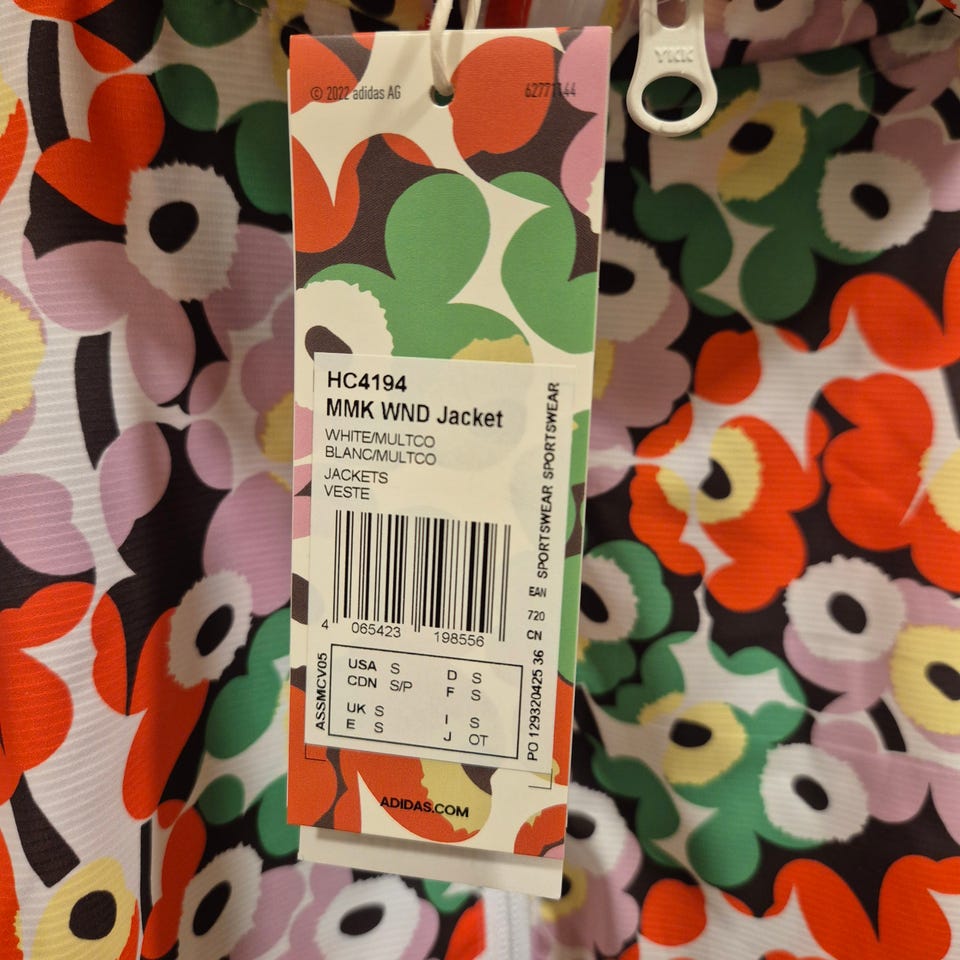 YKK
© 2022 adidas AG
HC4194
MMK WND Jacket
WHITE/MULTCO
BLANC/MULTCO
JACKETS
VESTE
4 065423 198556
SPORTSWEAR SPORTSWEAR
EAN
720
CN
PO 129320425 36
ASSMCV05
USA S D S
CDN S/P F S
UK S I S
E S J OT
ADIDAS.COM